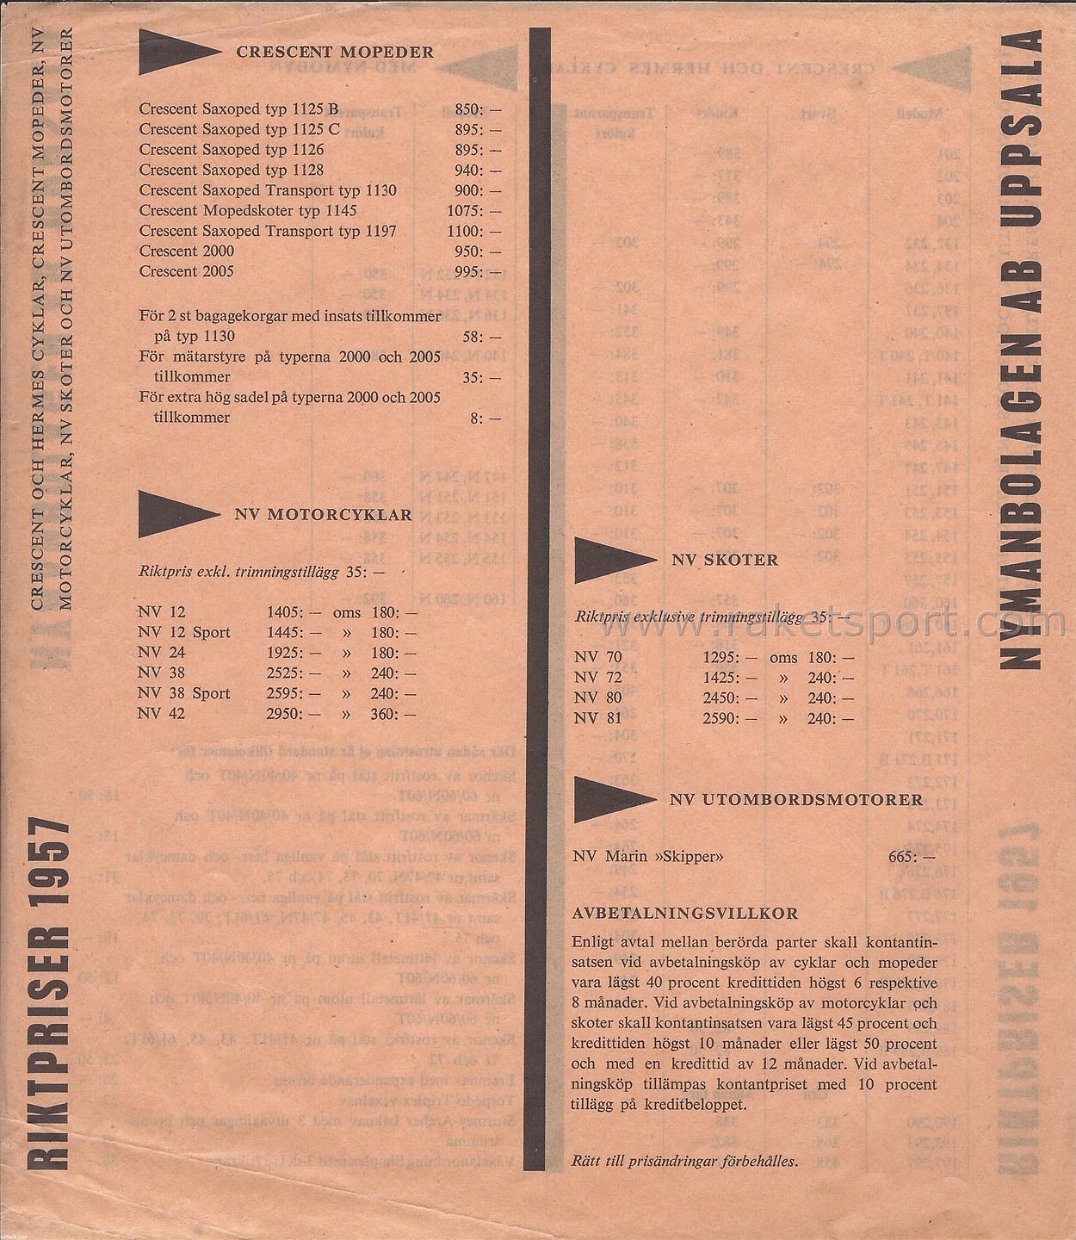 CRESCENT OCH HERMES CYKLAR, CRESCENT MOPEDER, NV
MOTORCYKLAR, NV SKOTER OCH NV UTOMBORDSMOTORER
RIKTPRISER 1957
CRESCENT MOPEDER
Crescent Saxoped typ 1125 B 850: —
Crescent Saxoped typ 1125 C 895: —
Crescent Saxoped typ 1126 895: —
Crescent Saxoped typ 1128 940: —
Crescent Saxoped Transport typ 1130 900: —
Crescent Mopedskoter typ 1145 1075: —
Crescent Saxoped Transport typ 1197 1100: —
Crescent 2000 950: —
Crescent 2005 995: —
För 2 st bagagekorgar med insats tillkommer
på typ 1130 58: —
För mätarstyre på typerna 2000 och 2005
tillkommer 35: —
För extra hög sadel på typerna 2000 och 2005
tillkommer 8: —
NV MOTORCYKLAR
Riktpris exkl. trimningstillägg 35: —
NV 12 1405: — oms 180: —
NV 12 Sport 1445: — » 180: —
NV 24 1925: — » 180: —
NV 38 2525: — » 240: —
NV 38 Sport 2595: — » 240: —
NV 42 2950: — » 360: —
NV SKOTER
Riktpris exklusive trimningstillägg 35: —
www.raketsport.com
NV 70 1295: — oms 180: —
NV 72 1425: — » 240: —
NV 80 2450: — » 240: —
NV 81 2590: — » 240: —
NV UTOMBORDSMOTORER
NV Marin »Skipper» 665: —
AVBETALNINGSVILLKOR
Enligt avtal mellan berörda parter skall kontantin-
satsen vid avbetalningsköp av cyklar och mopeder
vara lägst 40 procent kredittiden högst 6 respektive
8 månader. Vid avbetalningsköp av motorcyklar och
skoter skall kontantinsatsen vara lägst 45 procent och
kredittiden högst 10 månader eller lägst 50 procent
och med en kredittid av 12 månader. Vid avbetal-
ningsköp tillämpas kontantpriset med 10 procent
tillägg på kreditbeloppet.
Rätt till prisändringar förbehålles.
NYMANBOLAGEN AB UPPSALA